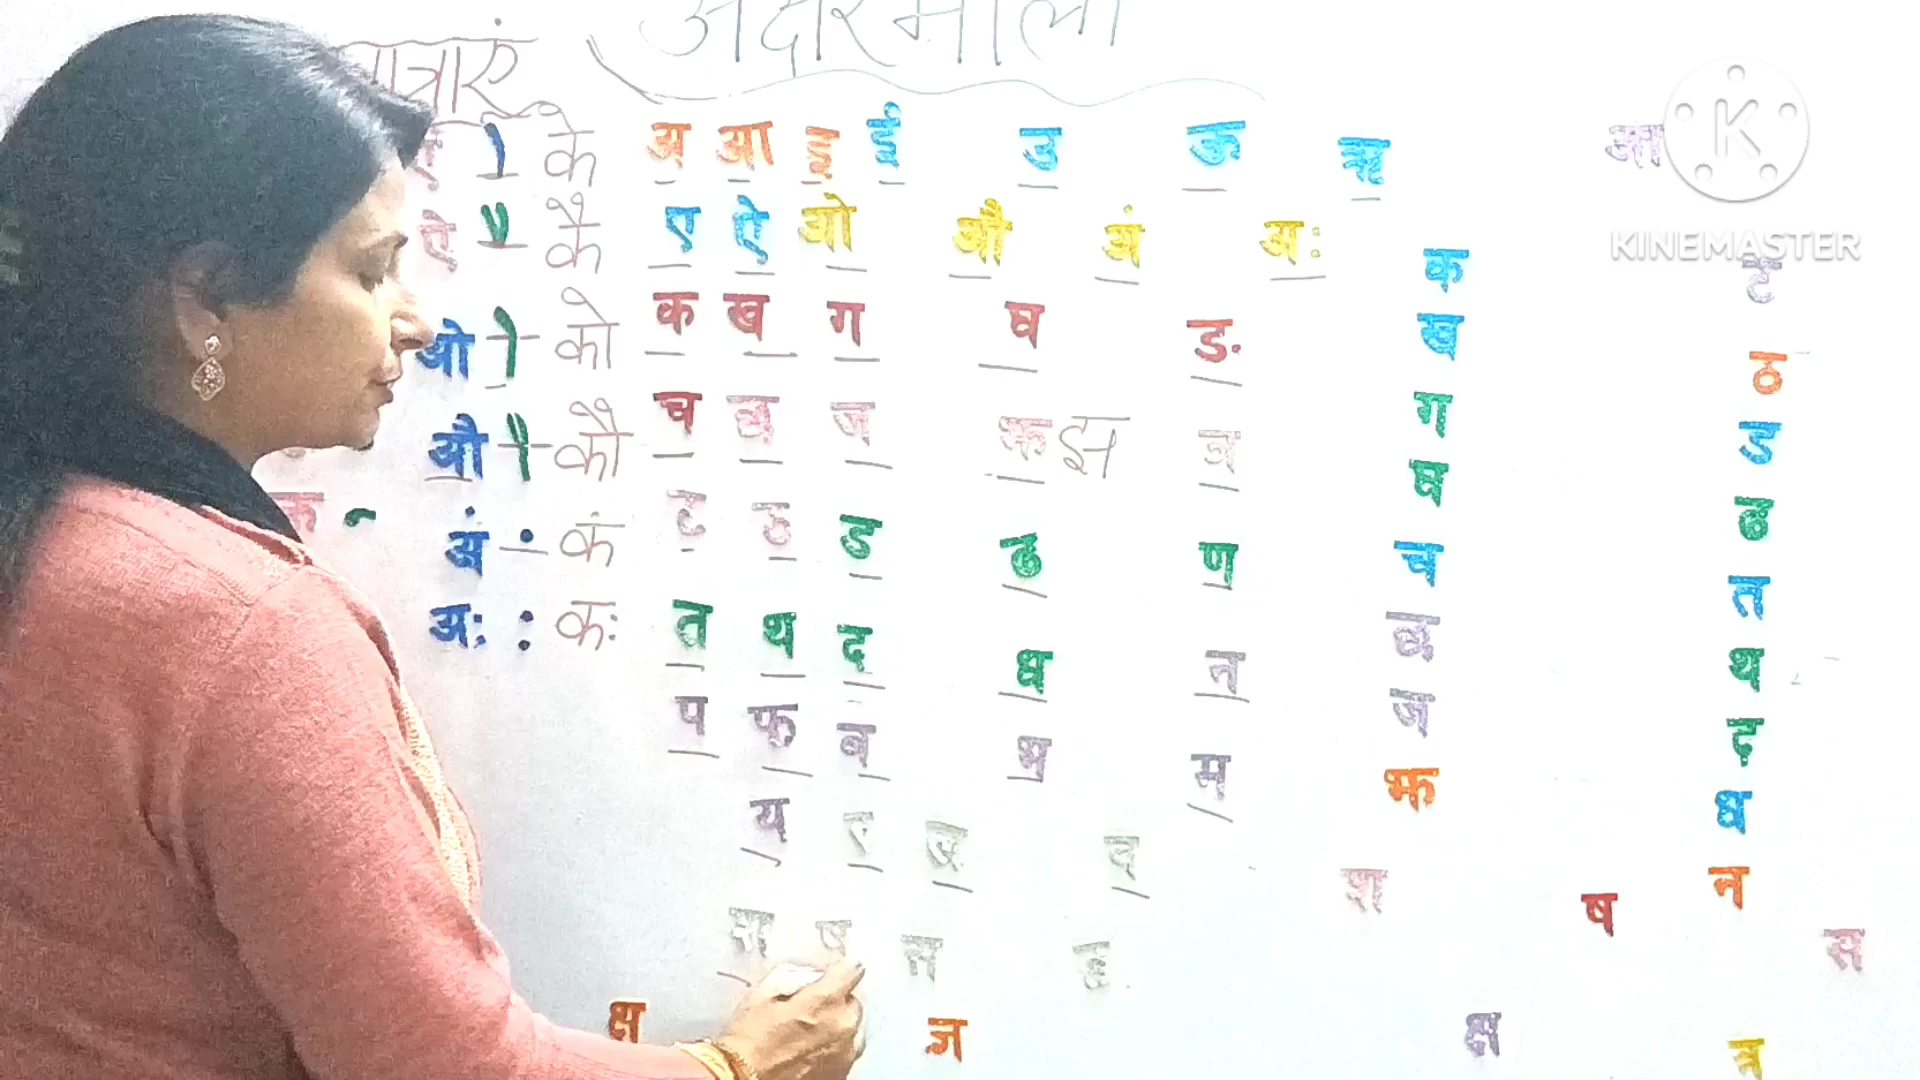 अक्षरमाला
मात्राएं
ए े के अ आ इ ई उ ऊ ऋ
ऐ ै कै ए ऐ ओ औ अं अः
ओ ो को क ख ग घ ङ
औ ौ कौ च छ ज झ झ ञ
अं ं कं ट ठ ड ढ ण
अः ः कः त थ द ध न
प फ ब भ म
य र ल व
श ष स ह
क्ष ज्ञ
क
ख
ग
घ
च
छ
ज
झ
श ष स
क्ष त्र
ट
ठ
ड
ढ
त
थ
द
ध
न
KINEMASTER